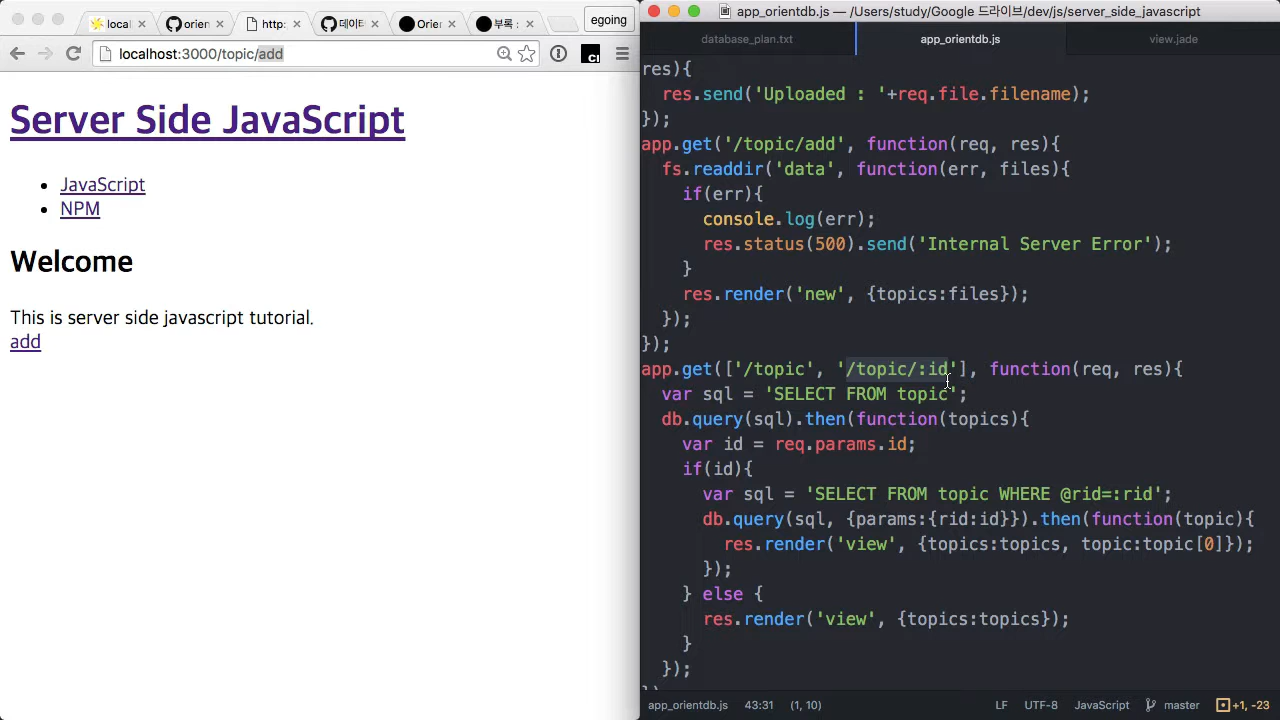 local
orien
http:
데이터
Orien
부록 :
egoing
localhost:3000/topic/add
Server Side JavaScript
JavaScript
NPM
Welcome
This is server side javascript tutorial.
add
app_orientdb.js — /Users/study/Google 드라이브/dev/js/server_side_javascript
database_plan.txt
app_orientdb.js
view.jade
res){
res.send('Uploaded : '+req.file.filename);
});
app.get('/topic/add', function(req, res){
fs.readdir('data', function(err, files){
if(err){
console.log(err);
res.status(500).send('Internal Server Error');
}
res.render('new', {topics:files});
});
});
app.get(['/topic', '/topic/:id'], function(req, res){
var sql = 'SELECT FROM topic';
db.query(sql).then(function(topics){
var id = req.params.id;
if(id){
var sql = 'SELECT FROM topic WHERE @rid=:rid';
db.query(sql, {params:{rid:id}}).then(function(topic){
res.render('view', {topics:topics, topic:topic[0]});
});
} else {
res.render('view', {topics:topics});
}
});
app_orientdb.js 43:31 (1, 10)
LF UTF-8 JavaScript master +1, -23